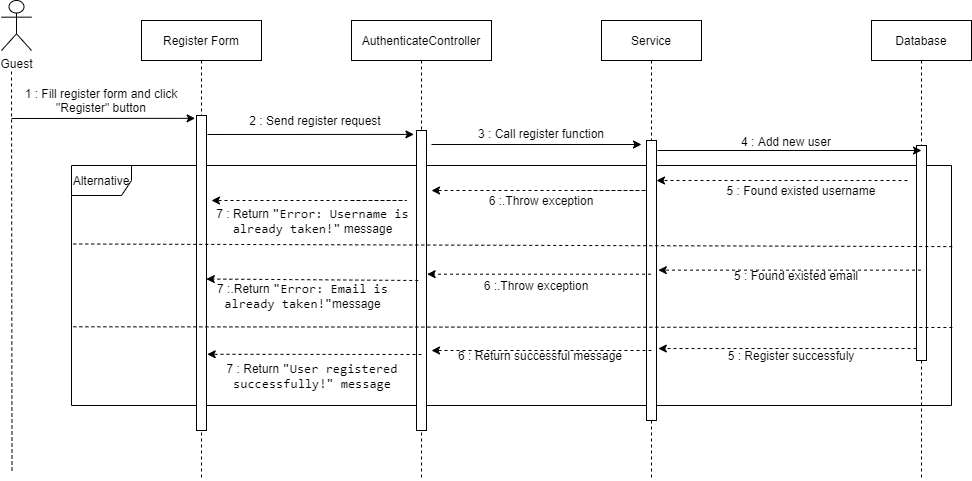 Guest
Register Form
AuthenticateController
Service
Database
1 : Fill register form and click
"Register" button
2 : Send register request
3 : Call register function
4 : Add new user
Alternative
5 : Found existed username
6 :.Throw exception
7 : Return "Error: Username is
already taken!" message
5 : Found existed email
6 :.Throw exception
7 :.Return "Error: Email is
already taken!"message
5 : Register successfuly
6 : Return successful message
7 : Return "User registered
successfully!" message